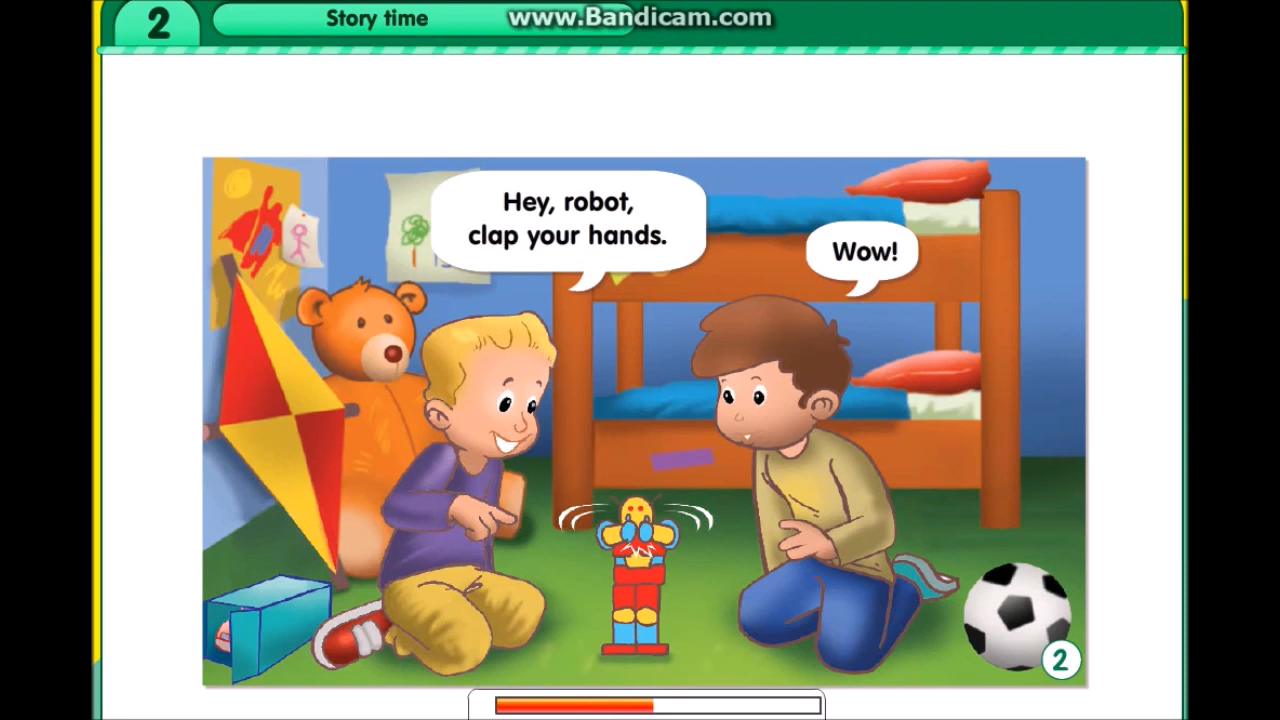 2
Story time
www.Bandicam.com
Hey, robot,
clap your hands.
Wow!
2